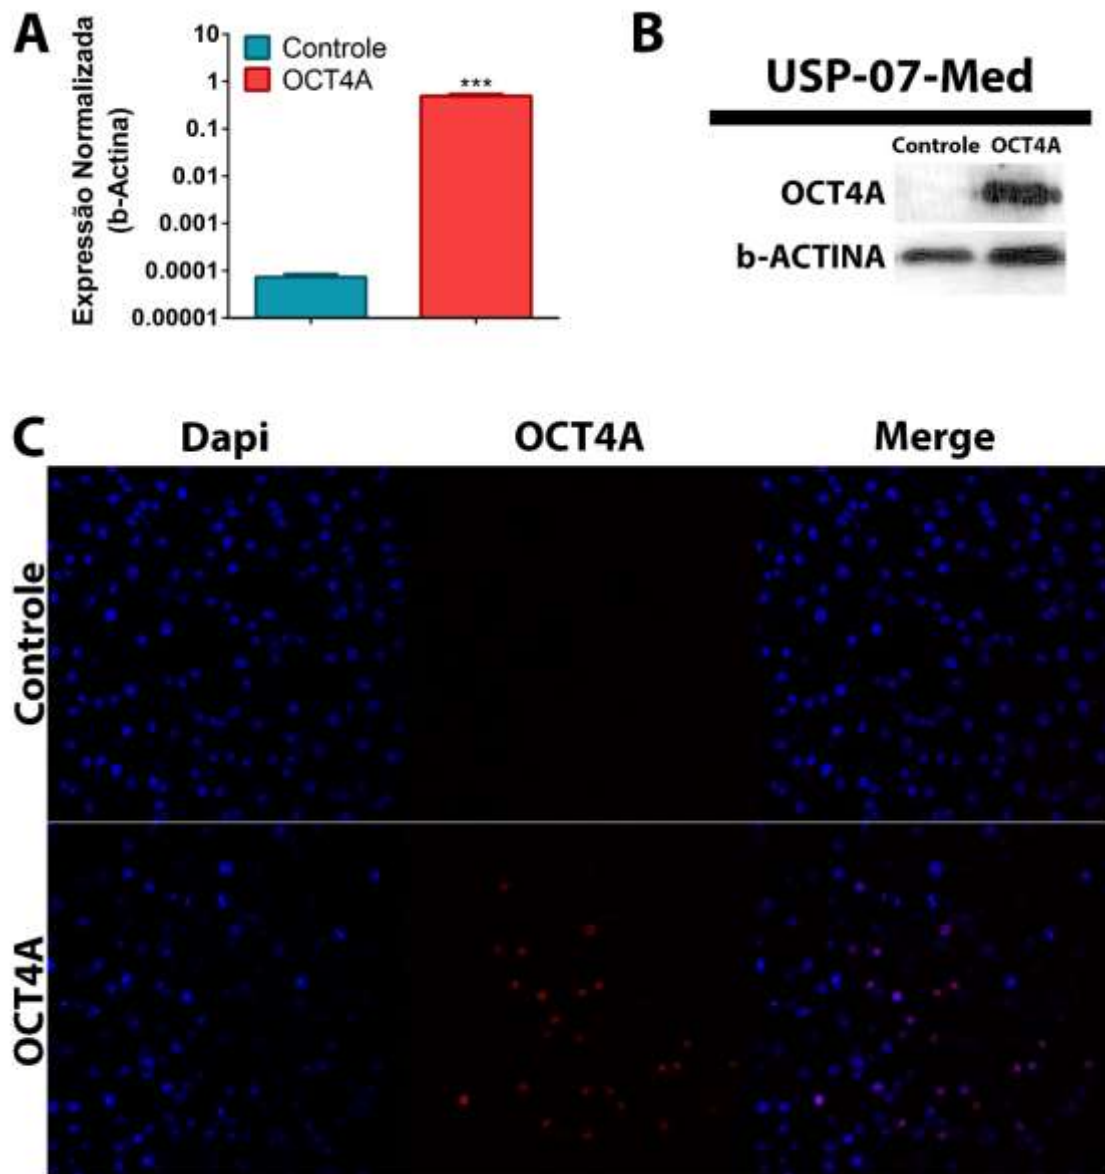 A
Expressão Normalizada
(b-Actina)
10
1
0.1
0.01
0.001
0.0001
0.00001
Controle
OCT4A
***
B
USP-07-Med
Controle OCT4A
OCT4A
b-ACTINA
C
Dapi OCT4A Merge
Controle
OCT4A